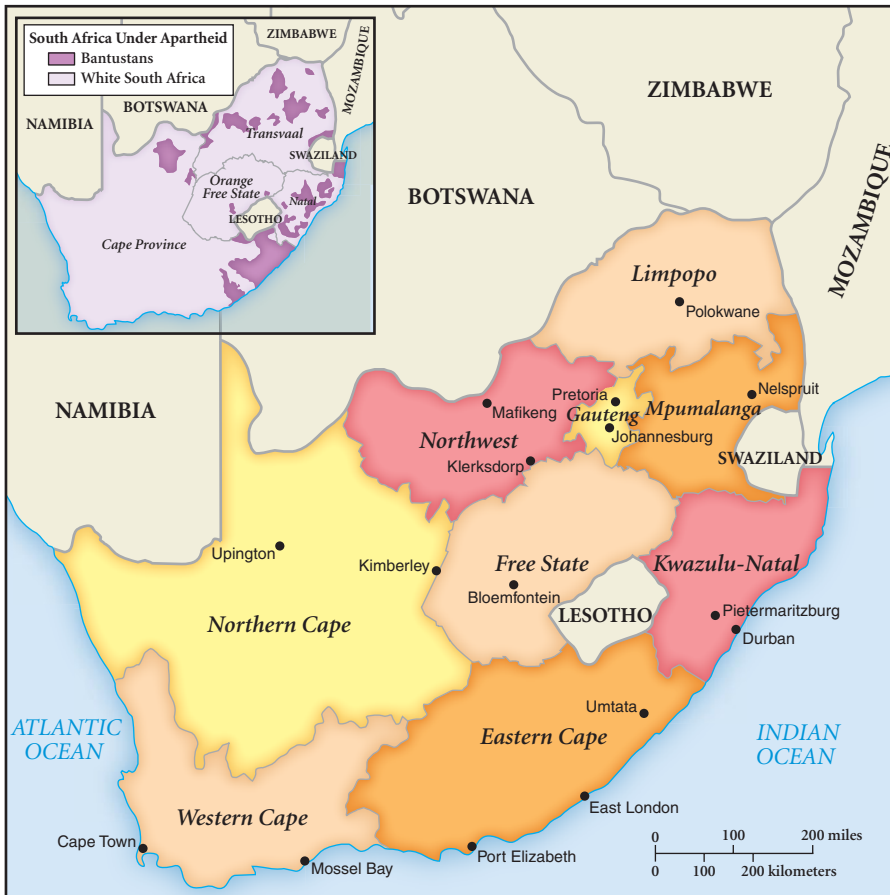 South Africa Under Apartheid
Bantustans
White South Africa
ZIMBABWE
MOZAMBIQUE
BOTSWANA
NAMIBIA
Transvaal
SWAZILAND
Orange
Free State
Natal
LESOTHO
Cape Province
ZIMBABWE
BOTSWANA
MOZAMBIQUE
Limpopo
Polokwane
NAMIBIA
Pretoria
Nelspruit
Mafikeng
Gauteng
Mpumalanga
Northwest
Johannesburg
Klerksdorp
SWAZILAND
Upington
Kimberley
Free State
Kwazulu-Natal
Bloemfontein
LESOTHO
Pietermaritzburg
Northern Cape
Durban
Umtata
ATLANTIC
OCEAN
Eastern Cape
INDIAN
OCEAN
Western Cape
East London
Cape Town
Mossel Bay
Port Elizabeth
0 100 200 miles
0 100 200 kilometers